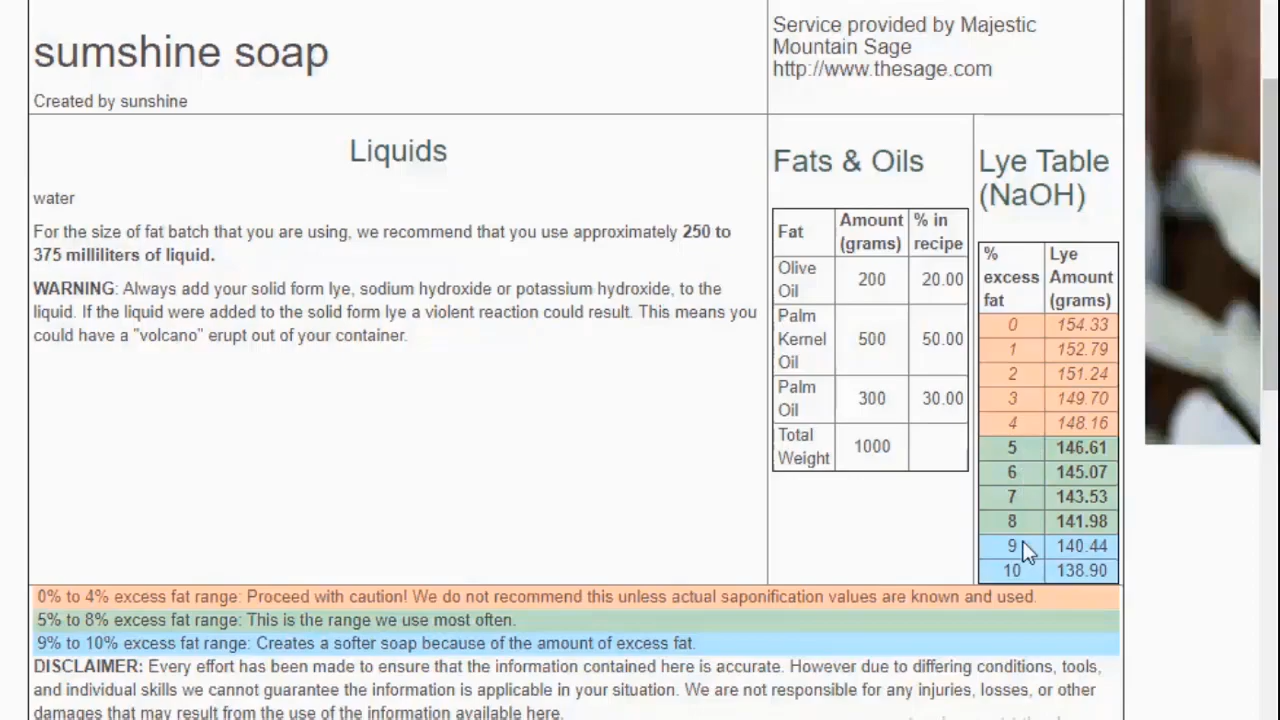 sumshine soap
Created by sunshine
Service provided by Majestic
Mountain Sage
http://www.thesage.com
Liquids
water
For the size of fat batch that you are using, we recommend that you use approximately 250 to
375 milliliters of liquid.
WARNING: Always add your solid form lye, sodium hydroxide or potassium hydroxide, to the
liquid. If the liquid were added to the solid form lye a violent reaction could result. This means you
could have a "volcano" erupt out of your container.
Fats & Oils
Fat Amount (grams) % in recipe
Olive Oil 200 20.00
Palm Kernel Oil 500 50.00
Palm Oil 300 30.00
Total Weight 1000
Lye Table
(NaOH)
% excess fat Lye Amount (grams)
0 154.33
1 152.79
2 151.24
3 149.70
4 148.16
5 146.61
6 145.07
7 143.53
8 141.98
9 140.44
10 138.90
0% to 4% excess fat range: Proceed with caution! We do not recommend this unless actual saponification values are known and used.
5% to 8% excess fat range: This is the range we use most often.
9% to 10% excess fat range: Creates a softer soap because of the amount of excess fat.
DISCLAIMER: Every effort has been made to ensure that the information contained here is accurate. However due to differing conditions, tools,
and individual skills we cannot guarantee the information is applicable in your situation. We are not responsible for any injuries, losses, or other
damages that may result from the use of the information available here.